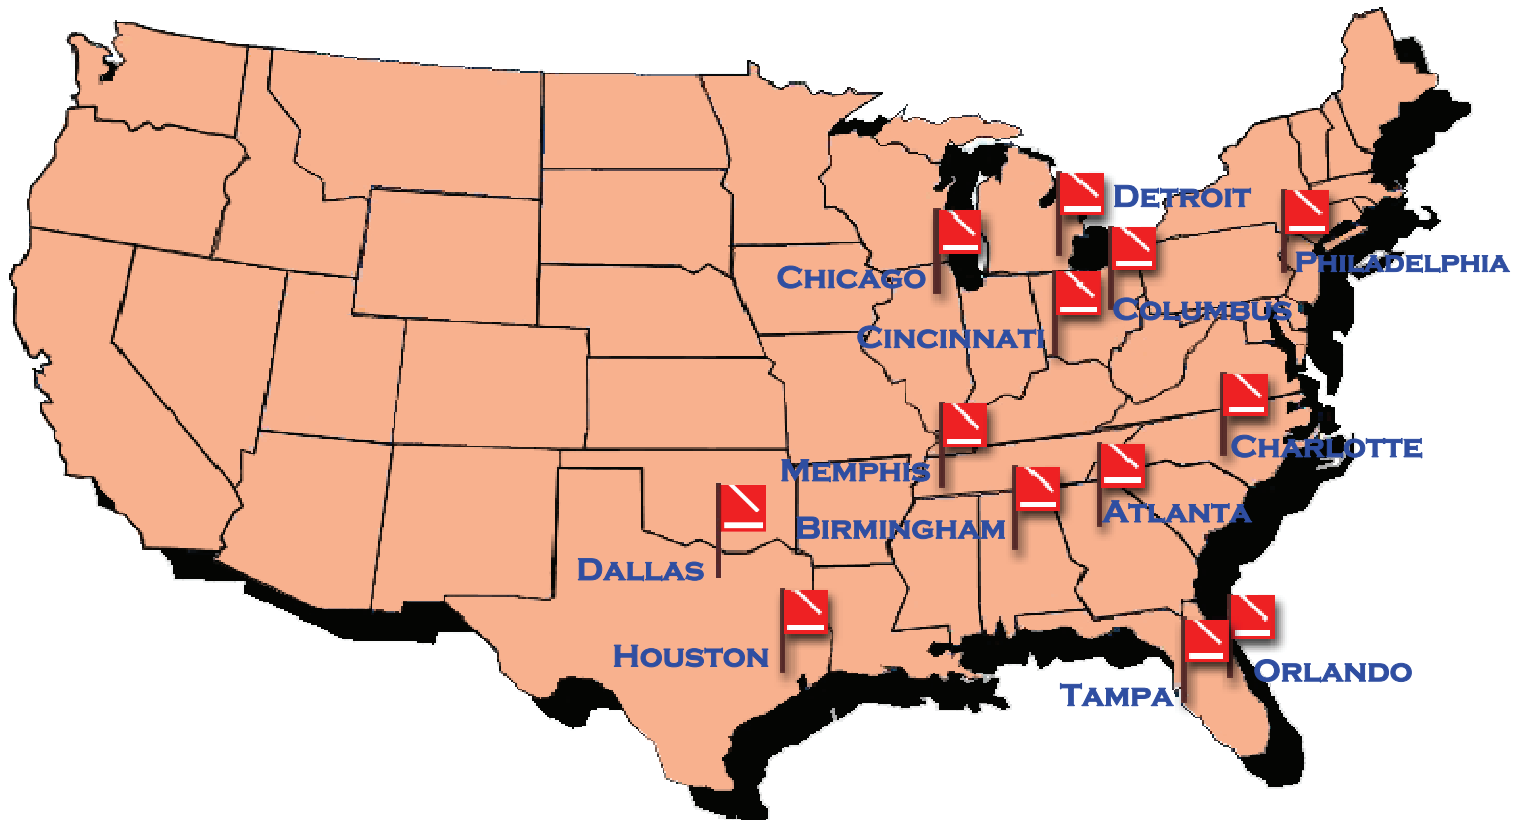 Detroit
Philadelphia
Chicago
Columbus
Cincinnati
Charlotte
Memphis
Atlanta
Birmingham
Dallas
Houston
Orlando
Tampa